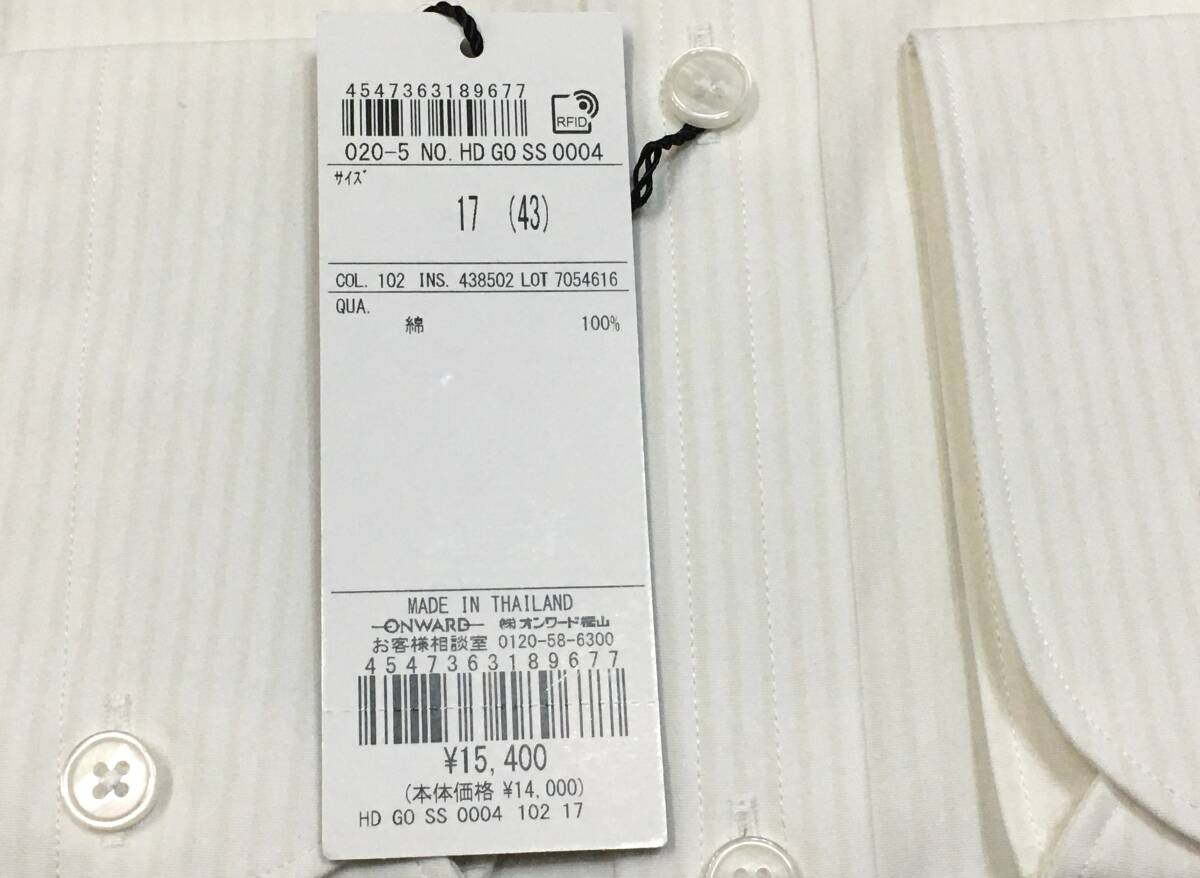 4547363189677
RFID
020-5 NO. HD GO SS 0004
サイズ
17 (43)
COL. 102 INS. 438502 LOT 7054616
QUA.
綿 100%
MADE IN THAILAND
ONWARD ㈱オンワード樫山
お客様相談室 0120-58-6300
4547363189677
¥15,400
(本体価格 ¥14,000)
HD GO SS 0004 102 17